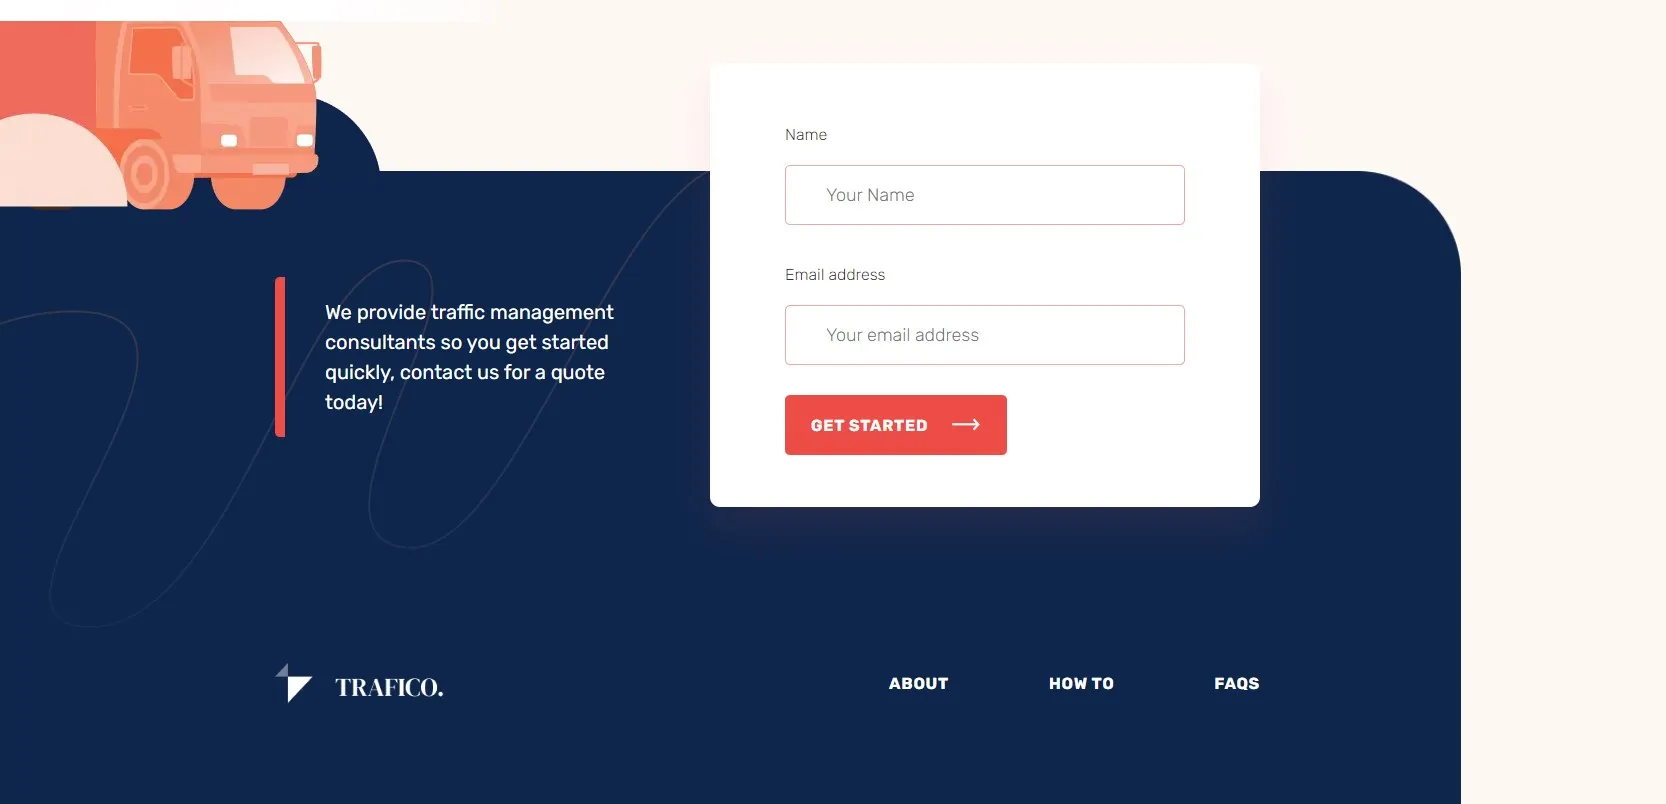 Name
Your Name
Email address
Your email address
GET STARTED
We provide traffic management
consultants so you get started
quickly, contact us for a quote
today!
TRAFICO.
ABOUT
HOW TO
FAQS